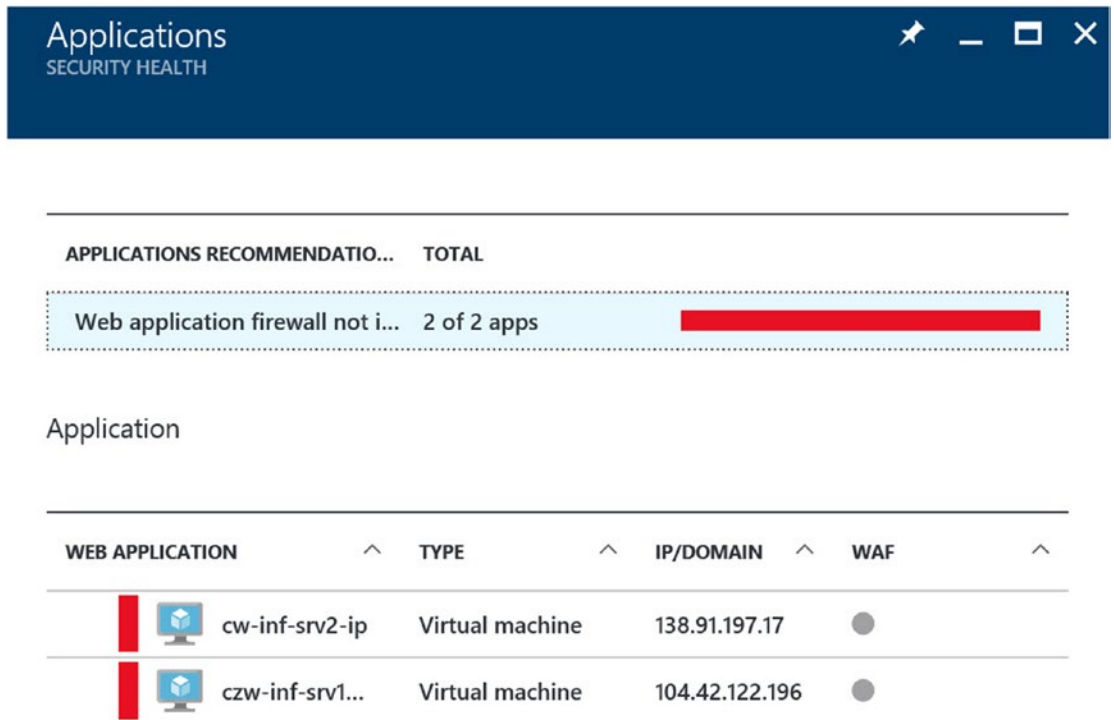 Applications
SECURITY HEALTH
APPLICATIONS RECOMMENDATIO... TOTAL
Web application firewall not i... 2 of 2 apps
Application
WEB APPLICATION TYPE IP/DOMAIN WAF
cw-inf-srv2-ip Virtual machine 138.91.197.17
czw-inf-srv1... Virtual machine 104.42.122.196